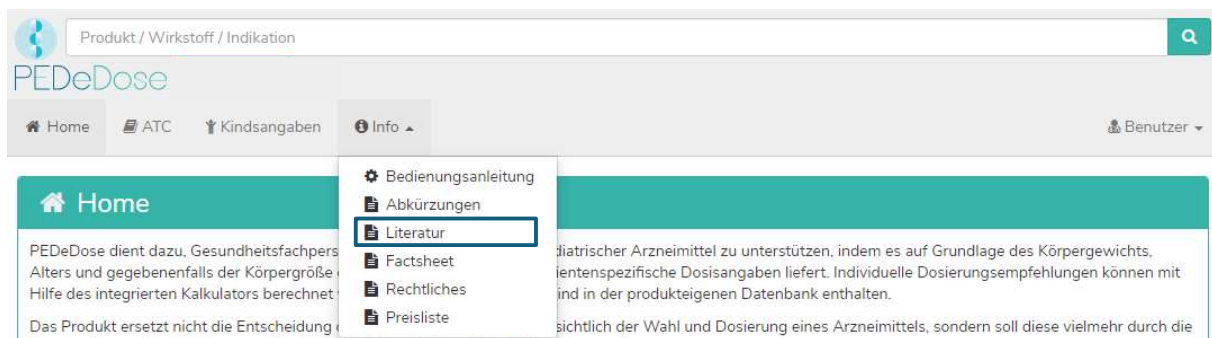 Produkt / Wirkstoff / Indikation
PEDeDose
Home ATC Kindsangaben Info Benutzer
Bedienungsanleitung
Abkürzungen
Literatur
Factsheet
Rechtliches
Preisliste
Home
PEDeDose dient dazu, Gesundheitsfachpers diatrischer Arzneimittel zu unterstützen, indem es auf Grundlage des Körpergewichts,
Alters und gegebenenfalls der Körpergröße ientenspezifische Dosisangaben liefert. Individuelle Dosierungsempfehlungen können mit
Hilfe des integrierten Kalkulators berechnet ind in der produkteigenen Datenbank enthalten.
Das Produkt ersetzt nicht die Entscheidung sichtlich der Wahl und Dosierung eines Arzneimittels, sondern soll diese vielmehr durch die